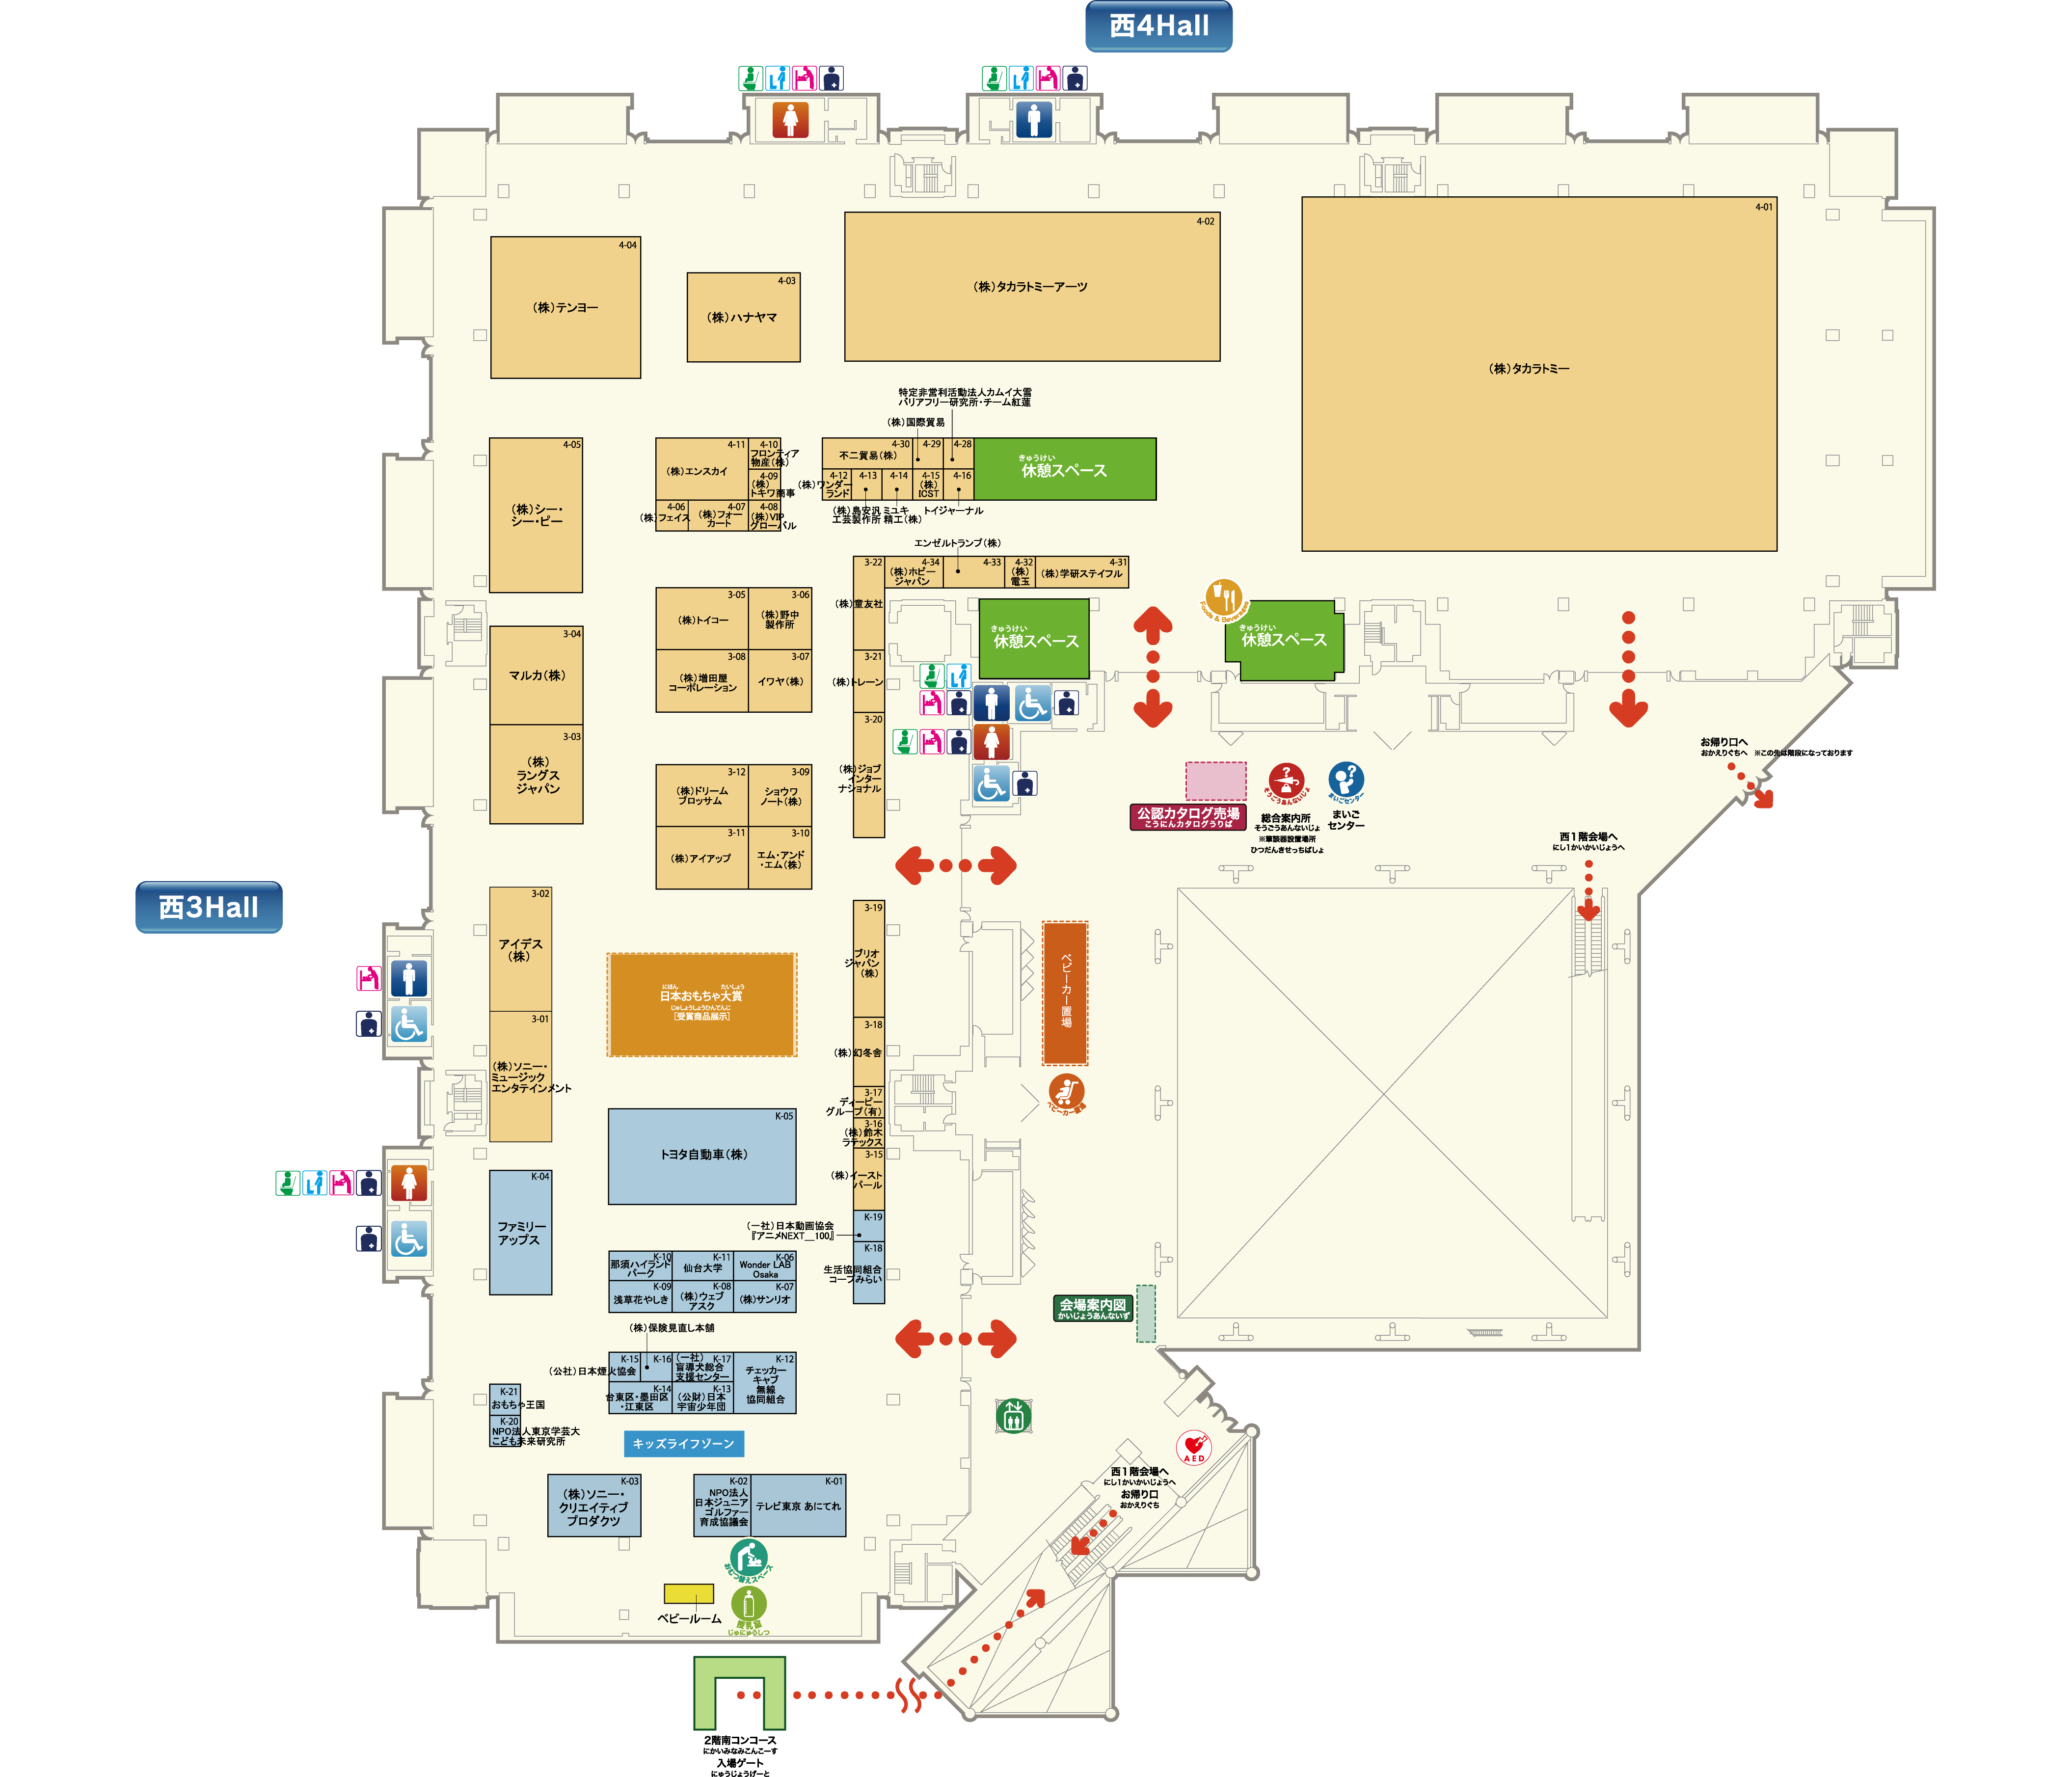 西4Hall
4-01
(株)タカラトミー
4-02
(株)タカラトミーアーツ
4-03
(株)ハナヤマ
4-04
(株)テンヨー
特定非営利活動法人カムイ大雪
バリアフリー研究所・チーム紅蓮
(株)国際貿易
4-05
(株)シー・
シー・ピー
4-11
(株)エンスカイ
4-10
フロンティア
物産(株)
4-09
(株)
トキワ商事
4-06
(株)フェイス
4-07
(株)フォー
カート
4-08
(株)VIP
グローバル
4-30
不二貿易(株)
4-29
4-28
4-12
(株)ワンダー
ランド
4-13
4-14
4-15
(株)
ICST
4-16
きゅうけい
休憩スペース
(株)島安汎
工芸製作所
ミユキ
精工(株)
トイジャーナル
エンゼルトランプ(株)
3-22
(株)童友社
4-34
(株)ホビー
ジャパン
4-33
4-32
(株)
電玉
4-31
(株)学研ステイフル
3-05
(株)トイコー
3-06
(株)野中
製作所
3-08
(株)増田屋
コーポレーション
3-07
イワヤ(株)
3-04
マルカ(株)
3-03
(株)
ラングス
ジャパン
3-21
(株)トレーン
3-20
(株)ジョブ
インター
ナショナル
きゅうけい
休憩スペース
Foods & Beverages
きゅうけい
休憩スペース
お帰り口へ
おかえりぐちへ
※この先は階段になっております
3-12
(株)ドリーム
ブロッサム
3-09
ショウワ
ノート(株)
3-11
(株)アイアップ
3-10
エム・アンド
・エム(株)
公認カタログ売場
こうにんカタログうりば
そうごうあんないじょ
総合案内所
そうごうあんないじょ
※筆談器設置場所
ひつだんきせっちばしょ
まいごセンター
まいご
センター
西1階会場へ
にし1かいかいじょうへ
西3Hall
3-02
アイデス
(株)
3-01
(株)ソニー・
ミュージック
エンタテインメント
にほん たいしょう
日本おもちゃ大賞
じゅしょうしょうひんてんじ
[受賞商品展示]
3-19
ブリオ
ジャパン
(株)
3-18
(株)幻冬舎
3-17
ディーピー
グループ(有)
3-16
(株)鈴木
ラテックス
3-15
(株)イースト
パール
ベビーカー置場
ベビーカー置場
K-05
トヨタ自動車(株)
K-04
ファミリー
アップス
(一社)日本動画協会
『アニメNEXT_100』
K-19
K-18
生活協同組合
コープみらい
K-10
那須ハイランド
パーク
K-11
仙台大学
K-06
Wonder LAB
Osaka
K-09
浅草花やしき
K-08
(株)ウェブ
アスク
K-07
(株)サンリオ
会場案内図
かいじょうあんないず
(株)保険見直し本舗
K-15
(公社)日本煙火協会
K-16
K-17
(一社)
盲導犬総合
支援センター
K-12
チェッカー
キャブ
無線
協同組合
K-14
台東区・墨田区
・江東区
K-13
(公財)日本
宇宙少年団
K-21
おもちゃ王国
K-20
NPO法人東京学芸大
こども未来研究所
キッズライフゾーン
K-03
(株)ソニー・
クリエイティブ
プロダクツ
K-02
NPO法人
日本ジュニア
ゴルファー
育成協議会
K-01
テレビ東京 あにてれ
AED
西1階会場へ
にし1かいかいじょうへ
お帰り口
おかえりぐち
おむつ替えスペース
ベビールーム
授乳室
じゅにゅうしつ
2階南コンコース
にかいみなみこんこーす
入場ゲート
にゅうじょうげーと